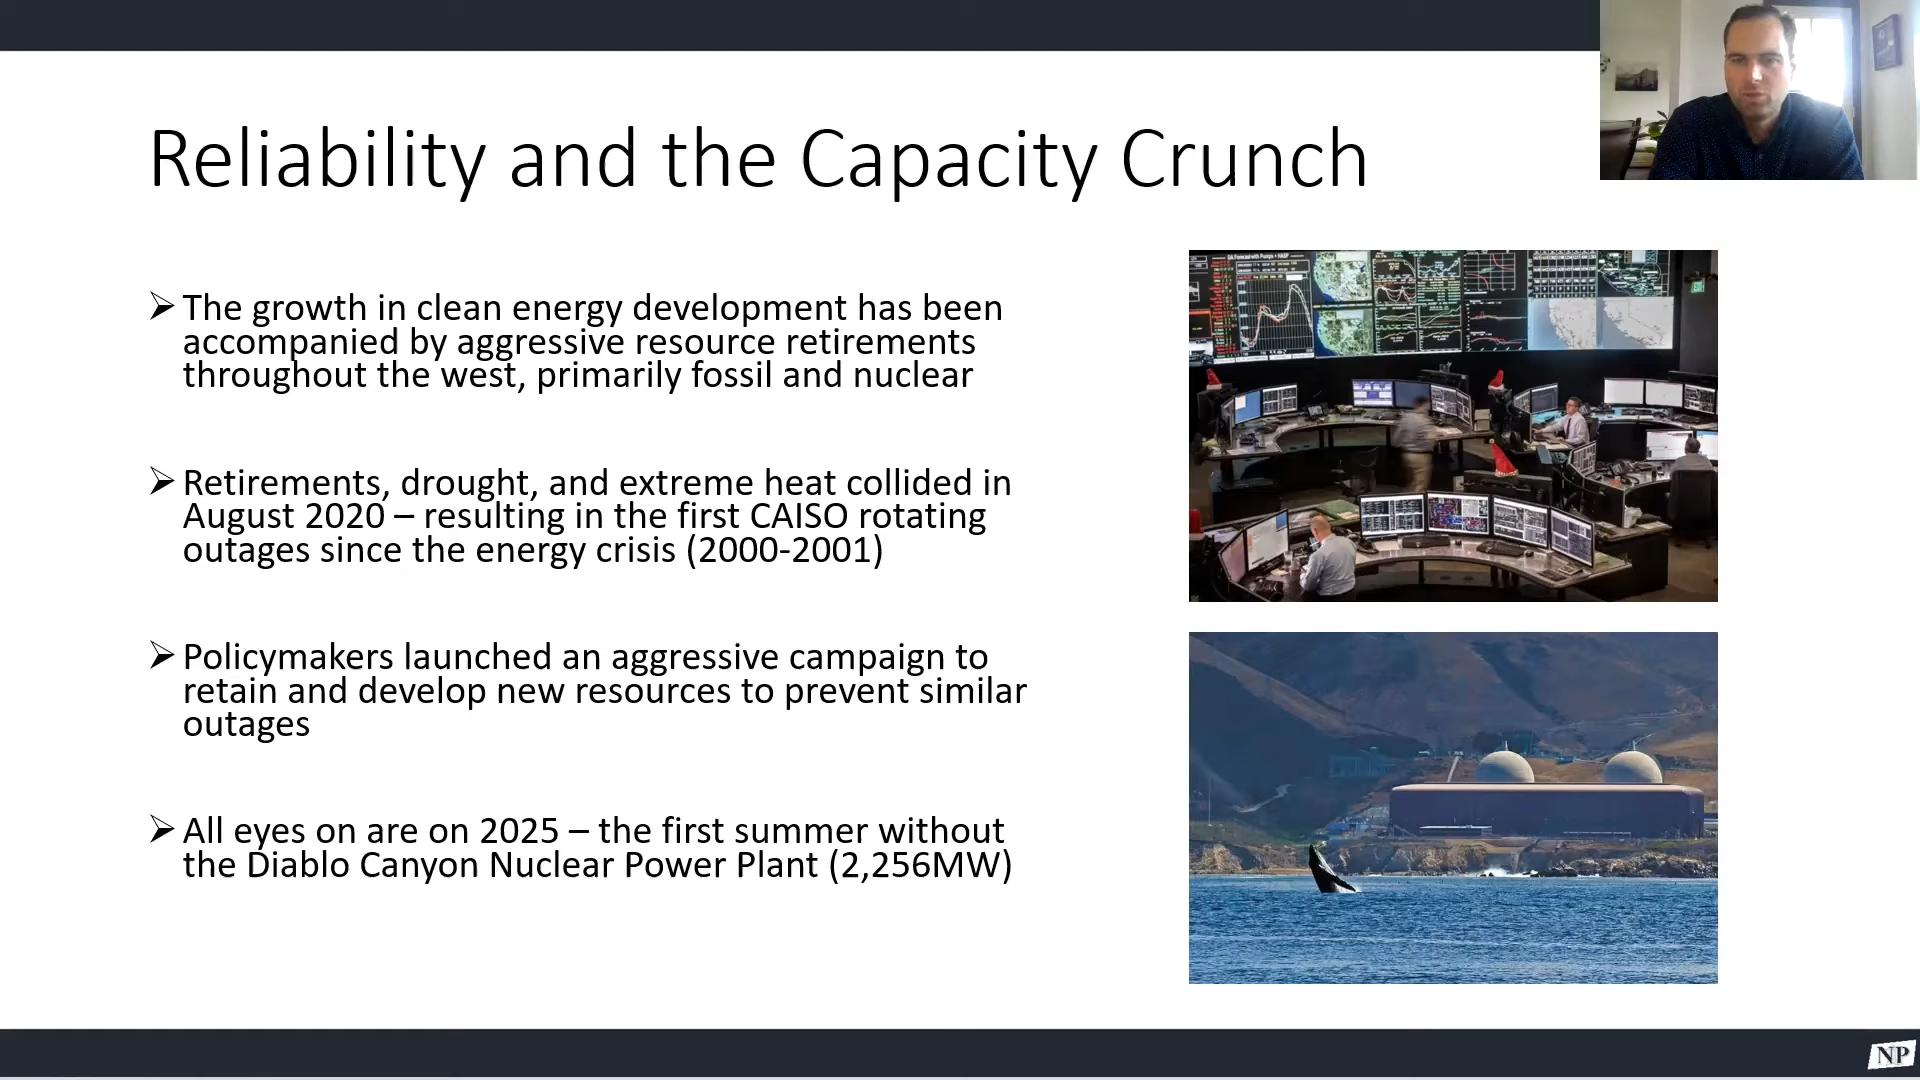 Reliability and the Capacity Crunch
➢The growth in clean energy development has been
accompanied by aggressive resource retirements
throughout the west, primarily fossil and nuclear
➢Retirements, drought, and extreme heat collided in
August 2020 – resulting in the first CAISO rotating
outages since the energy crisis (2000-2001)
➢Policymakers launched an aggressive campaign to
retain and develop new resources to prevent similar
outages
➢All eyes on are on 2025 – the first summer without
the Diablo Canyon Nuclear Power Plant (2,256MW)
NP